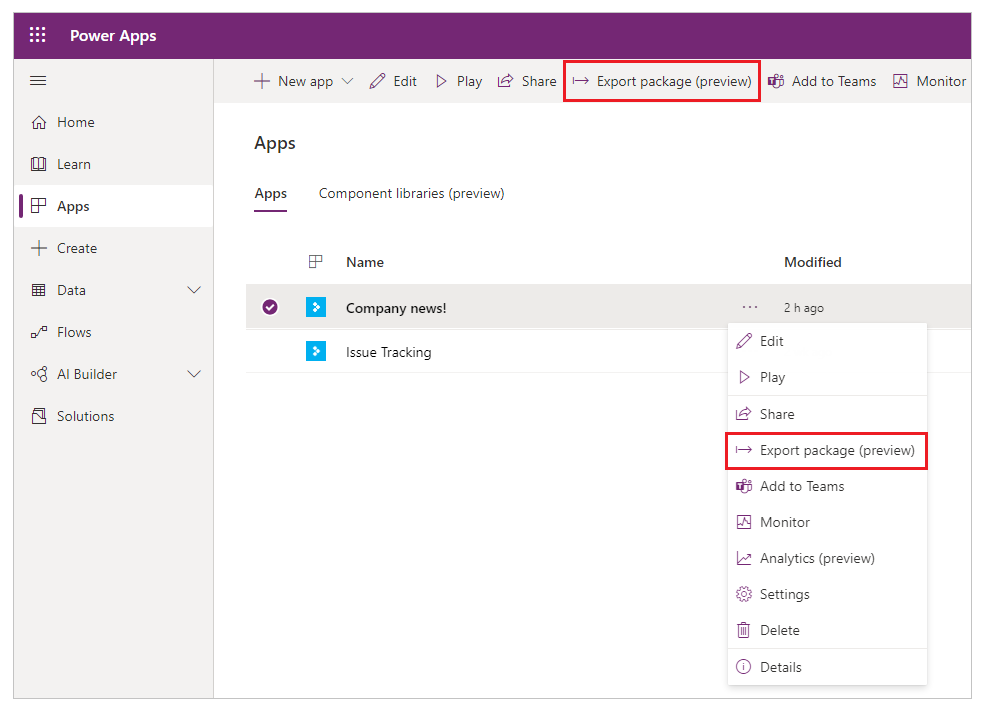 Power Apps
New app Edit Play Share Export package (preview) Add to Teams Monitor
Home
Learn
Apps
Create
Data
Flows
AI Builder
Solutions
Apps
Apps Component libraries (preview)
Name Modified
Company news! ... 2 h ago
Issue Tracking
Edit
Play
Share
Export package (preview)
Add to Teams
Monitor
Analytics (preview)
Settings
Delete
Details